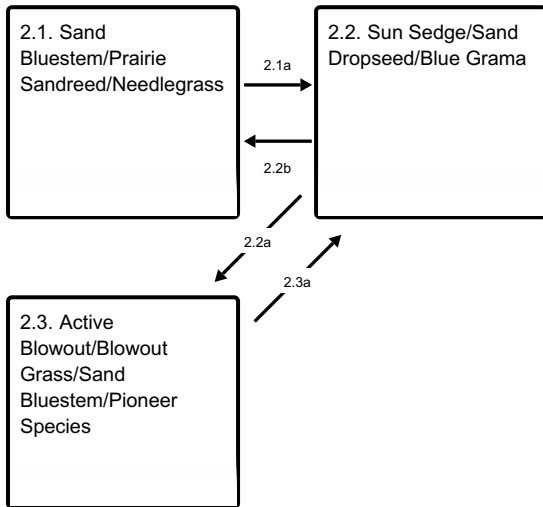 2.1. Sand
Bluestem/Prairie
Sandreed/Needlegrass
2.1a
2.2. Sun Sedge/Sand
Dropseed/Blue Grama
2.2b
2.2a
2.3a
2.3. Active
Blowout/Blowout
Grass/Sand
Bluestem/Pioneer
Species